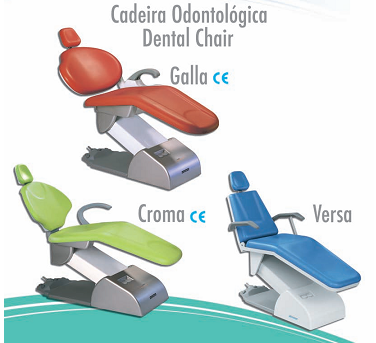 Cadeira Odontológica
Dental Chair
Galla CE
Croma CE
Versa